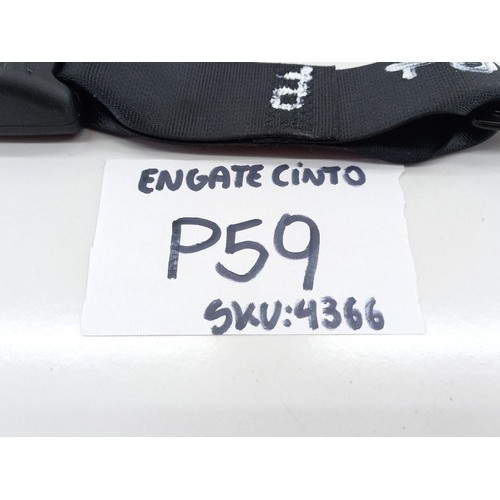 ENGATE CiNTO
P59
SKU:4366